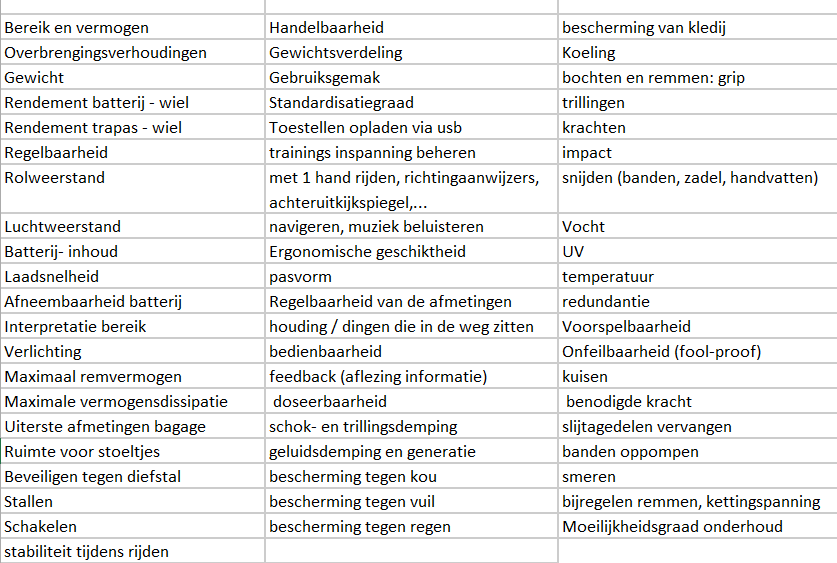 Bereik en vermogen
Overbrengingsverhoudingen
Gewicht
Rendement batterij - wiel
Rendement trapas - wiel
Regelbaarheid
Rolweerstand
Luchtweerstand
Batterij- inhoud
Laadsnelheid
Afneembaarheid batterij
Interpretatie bereik
Verlichting
Maximaal remvermogen
Maximale vermogensdissipatie
Uiterste afmetingen bagage
Ruimte voor stoeltjes
Beveiligen tegen diefstal
Stallen
Schakelen
stabiliteit tijdens rijden
Handelbaarheid
Gewichtsverdeling
Gebruiksgemak
Standardisatiegraad
Toestellen opladen via usb
trainings inspanning beheren
met 1 hand rijden, richtingaanwijzers,
achteruitkijkspiegel,...
navigeren, muziek beluisteren
Ergonomische geschiktheid
pasvorm
Regelbaarheid van de afmetingen
houding / dingen die in de weg zitten
bedienbaarheid
feedback (aflezing informatie)
doseerbaarheid
schok- en trillingsdemping
geluidsdemping en generatie
bescherming tegen kou
bescherming tegen vuil
bescherming tegen regen
bescherming van kledij
Koeling
bochten en remmen: grip
trillingen
krachten
impact
snijden (banden, zadel, handvatten)
Vocht
UV
temperatuur
redundantie
Voorspelbaarheid
Onfeilbaarheid (fool-proof)
kuisen
benodigde kracht
slijtagedelen vervangen
banden oppompen
smeren
bijregelen remmen, kettingspanning
Moeilijkheidsgraad onderhoud